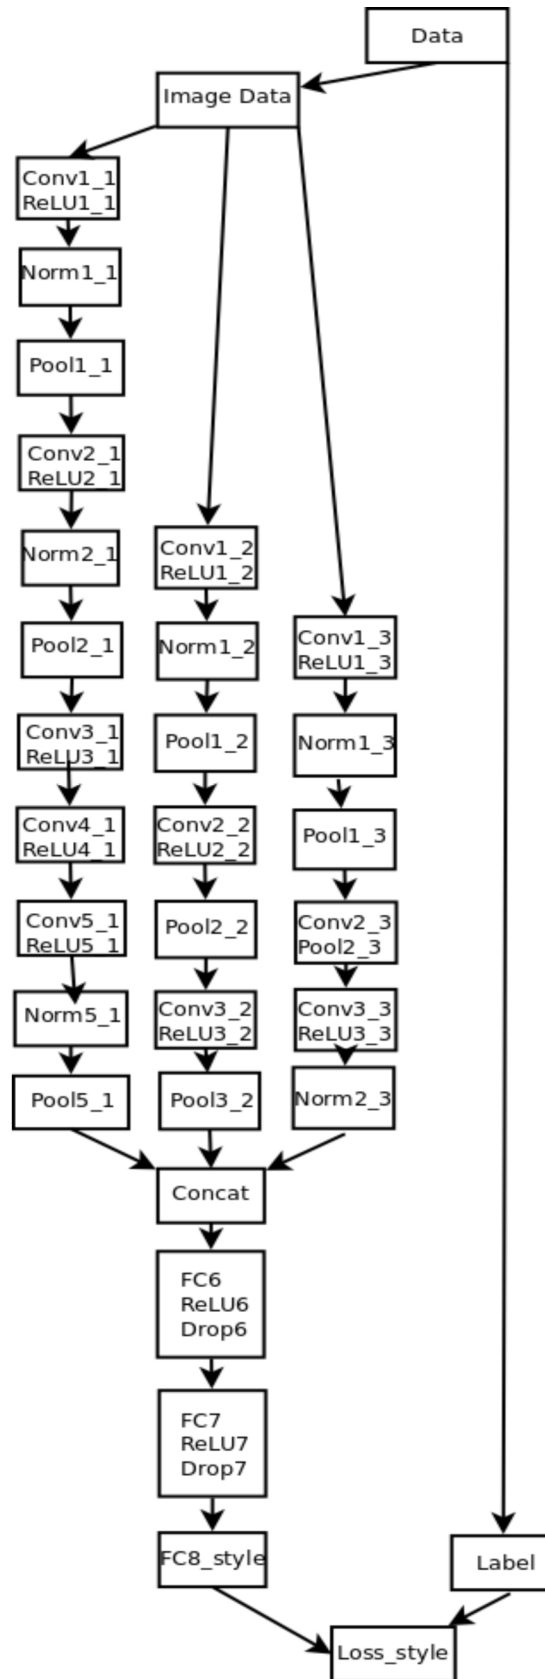 Data
Image Data
Conv1_1
ReLU1_1
Norm1_1
Pool1_1
Conv2_1
ReLU2_1
Norm2_1
Pool2_1
Conv3_1
ReLU3_1
Conv4_1
ReLU4_1
Conv5_1
ReLU5_1
Norm5_1
Pool5_1
Conv1_2
ReLU1_2
Norm1_2
Pool1_2
Conv2_2
ReLU2_2
Pool2_2
Conv3_2
ReLU3_2
Pool3_2
Conv1_3
ReLU1_3
Norm1_3
Pool1_3
Conv2_3
Pool2_3
Conv3_3
ReLU3_3
Norm2_3
Concat
FC6
ReLU6
Drop6
FC7
ReLU7
Drop7
FC8_style
Label
Loss_style